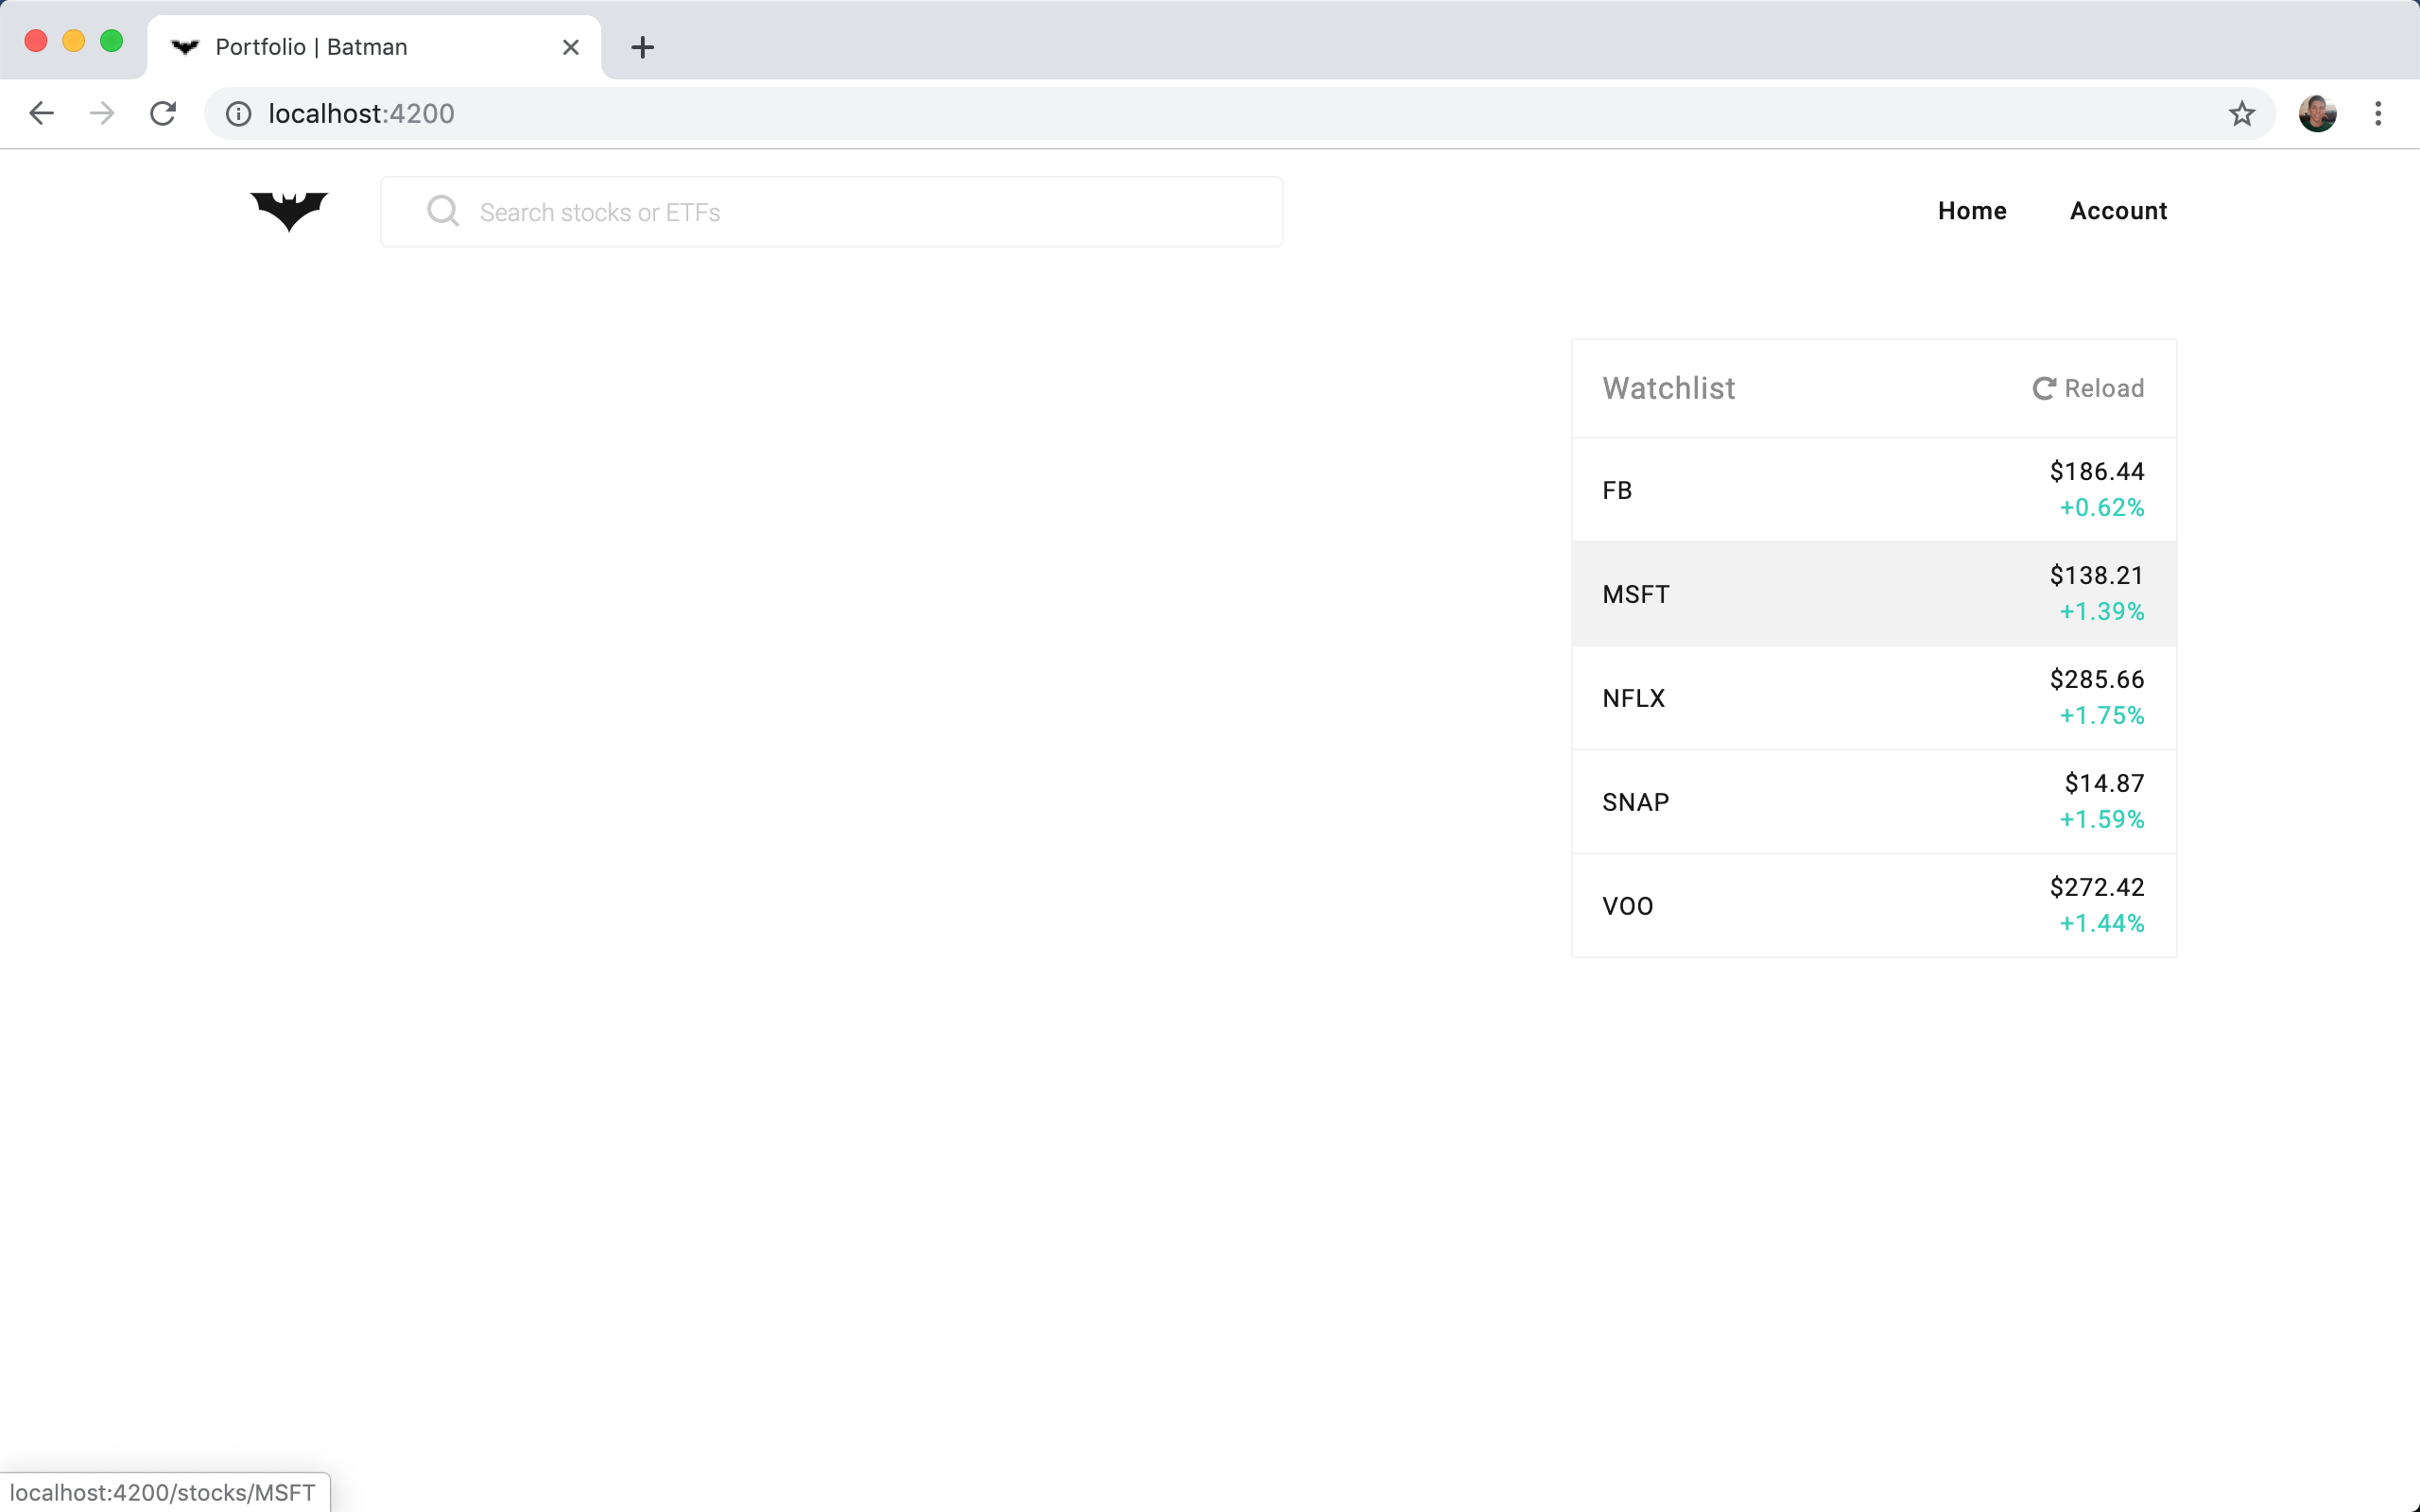 Portfolio | Batman
localhost:4200
Search stocks or ETFs
Home
Account
Watchlist
Reload
FB
$186.44
+0.62%
MSFT
$138.21
+1.39%
NFLX
$285.66
+1.75%
SNAP
$14.87
+1.59%
VOO
$272.42
+1.44%
localhost:4200/stocks/MSFT